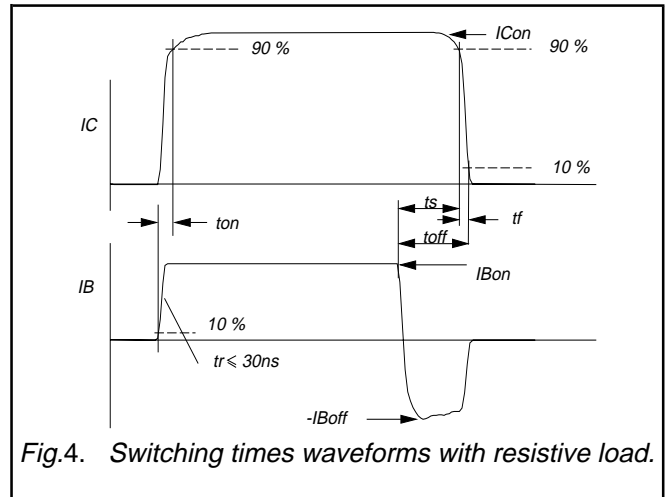 ICon
90 %
90 %
IC
10 %
ts
ton
tf
toff
IB
IBon
10 %
tr ⩽ 30ns
-IBoff
Fig.4. Switching times waveforms with resistive load.